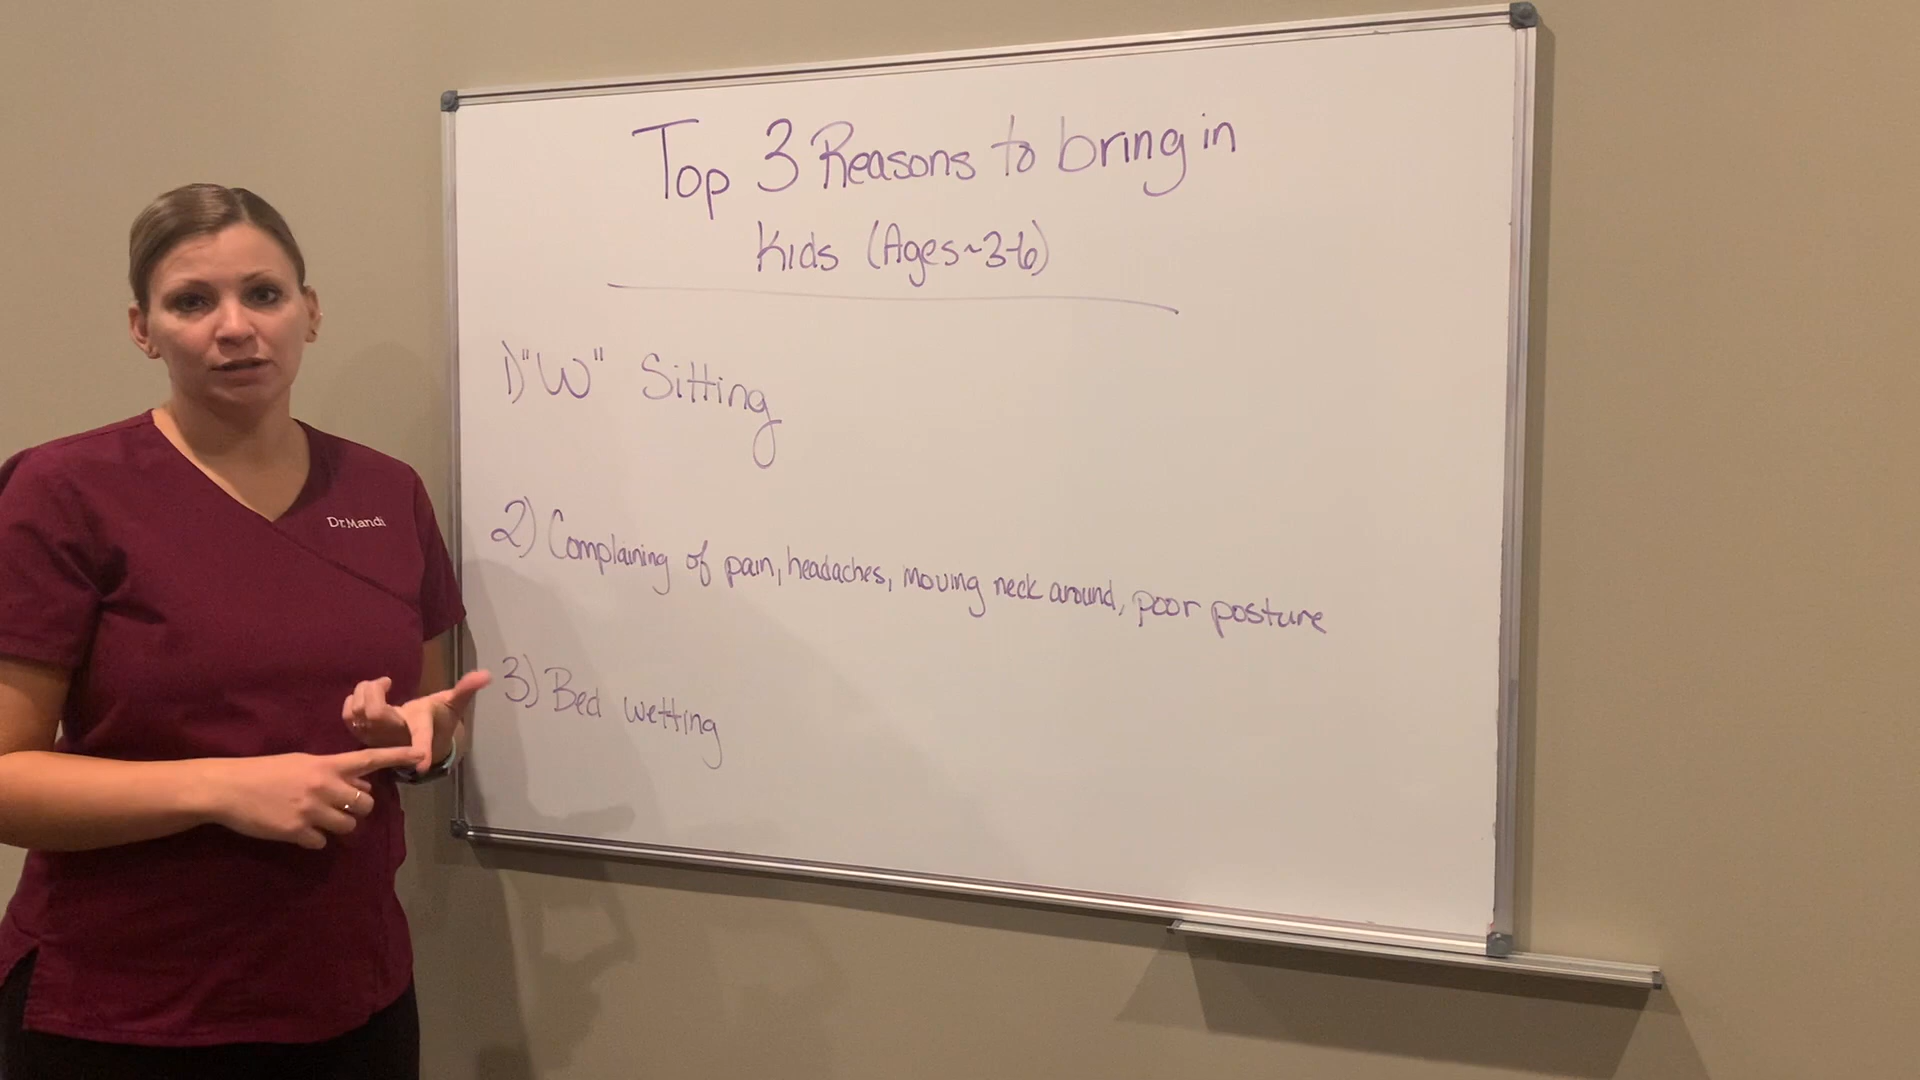 Top 3 Reasons to bring in
Kids (Ages ~3-6)
1) "W" Sitting
2) Complaining of pain, headaches, moving neck around, poor posture
3) Bed wetting
Dr.Mandi